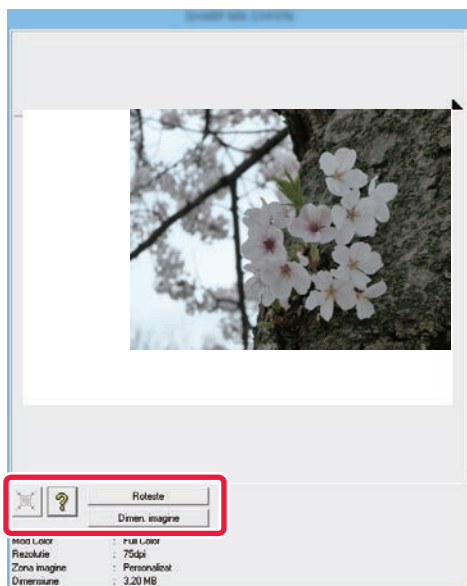 ?
Roteste
Dimen. imagine
Mod Color : Full Color
Rezolutie : 75dpi
Zona imagine : Personalizat
Dimensiune : 3,20 MB